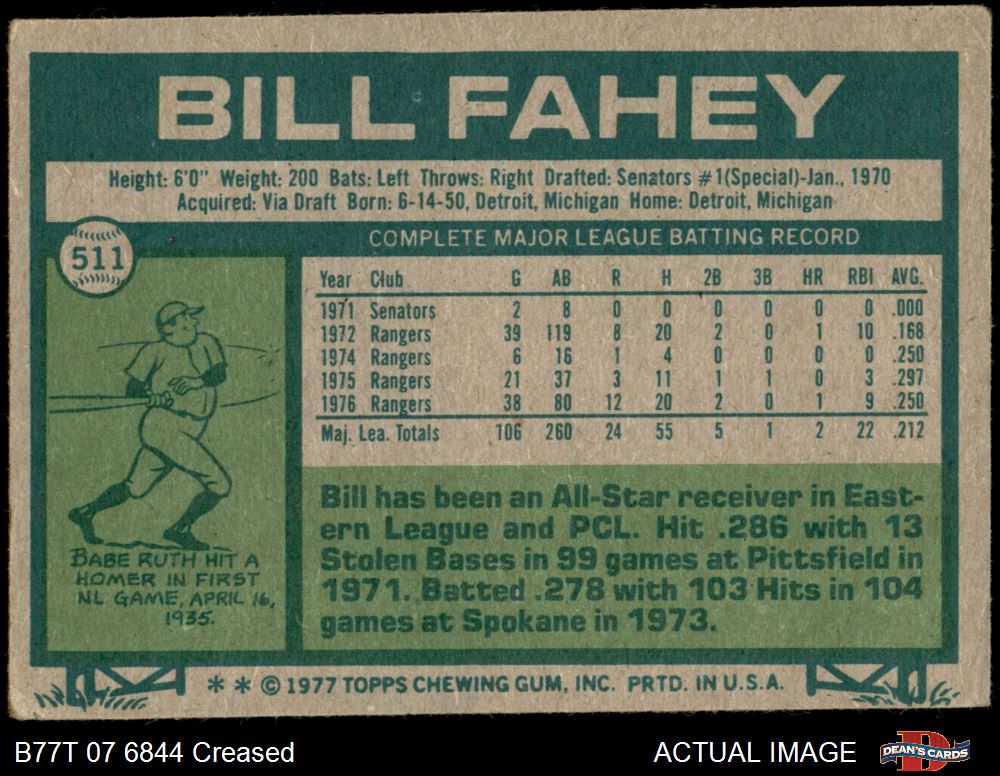 BILL FAHEY
Height: 6'0" Weight: 200 Bats: Left Throws: Right Drafted: Senators #1(Special)-Jan., 1970
Acquired: Via Draft Born: 6-14-50, Detroit, Michigan Home: Detroit, Michigan
511
COMPLETE MAJOR LEAGUE BATTING RECORD
Year Club G AB R H 2B 3B HR RBI AVG.
1971 Senators 2 8 0 0 0 0 0 0 .000
1972 Rangers 39 119 8 20 2 0 1 10 .168
1974 Rangers 6 16 1 4 0 0 0 0 .250
1975 Rangers 21 37 3 11 1 1 0 3 .297
1976 Rangers 38 80 12 20 2 0 1 9 .250
Maj. Lea. Totals 106 260 24 55 5 1 2 22 .212
BABE RUTH HIT A
HOMER IN FIRST
NL GAME, APRIL 16,
1935.
Bill has been an All-Star receiver in East-
ern League and PCL. Hit .286 with 13
Stolen Bases in 99 games at Pittsfield in
1971. Batted .278 with 103 Hits in 104
games at Spokane in 1973.
* * © 1977 TOPPS CHEWING GUM, INC. PRTD. IN U.S.A.
B77T 07 6844 Creased
ACTUAL IMAGE
DEAN'S CARDS